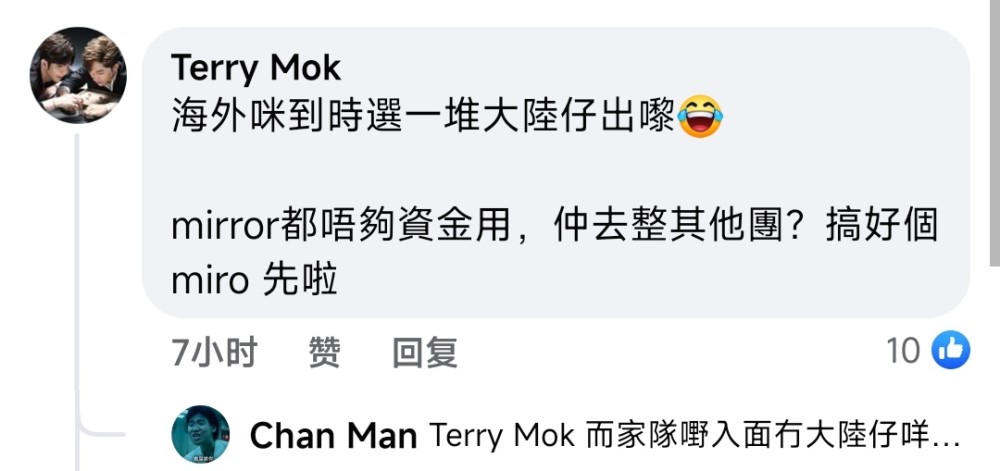 Terry Mok
海外咪到時選一堆大陸仔出嚟😂
mirror都唔夠資金用，仲去整其他團？搞好個
miro 先啦
7小时 赞 回复 10
Chan Man Terry Mok 而家隊嘢入面冇大陸仔咩...